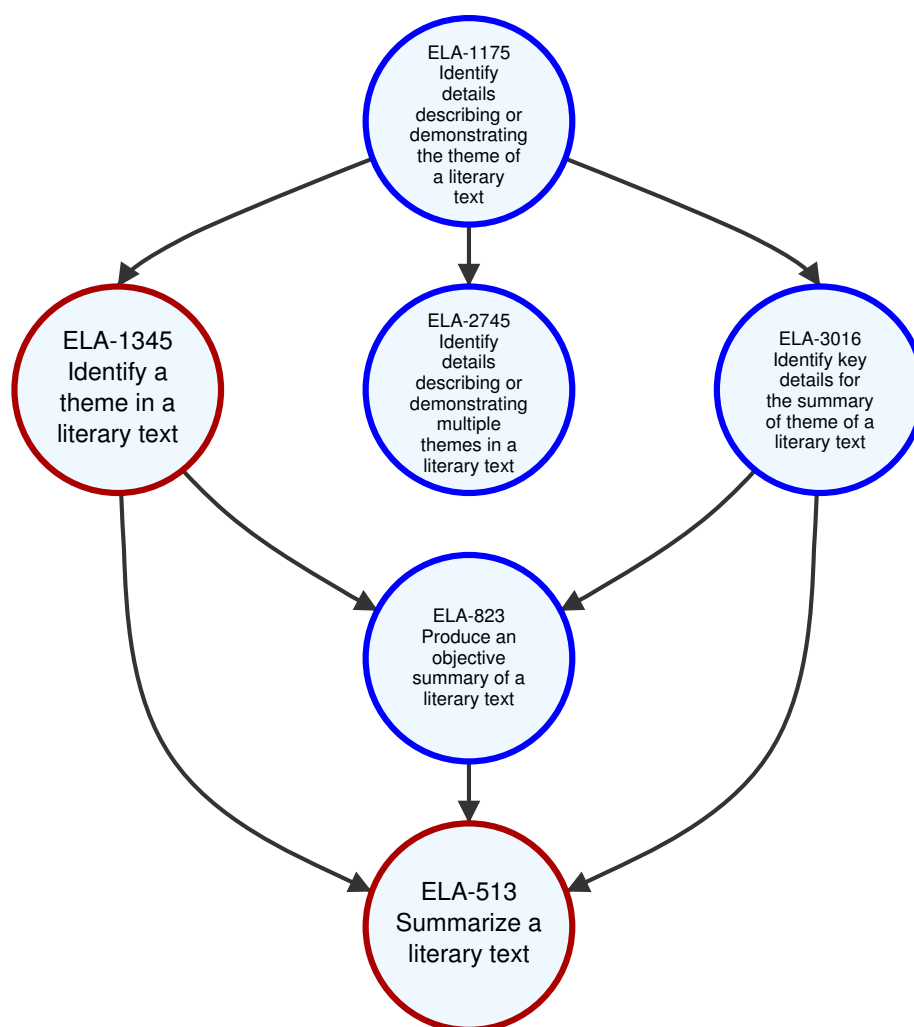 ELA-1175
Identify
details
describing or
demonstrating
the theme of
a literary
text
ELA-1345
Identify a
theme in a
literary text
ELA-2745
Identify
details
describing or
demonstrating
multiple
themes in a
literary text
ELA-3016
Identify key
details for
the summary
of theme of a
literary text
ELA-823
Produce an
objective
summary of a
literary text
ELA-513
Summarize a
literary text